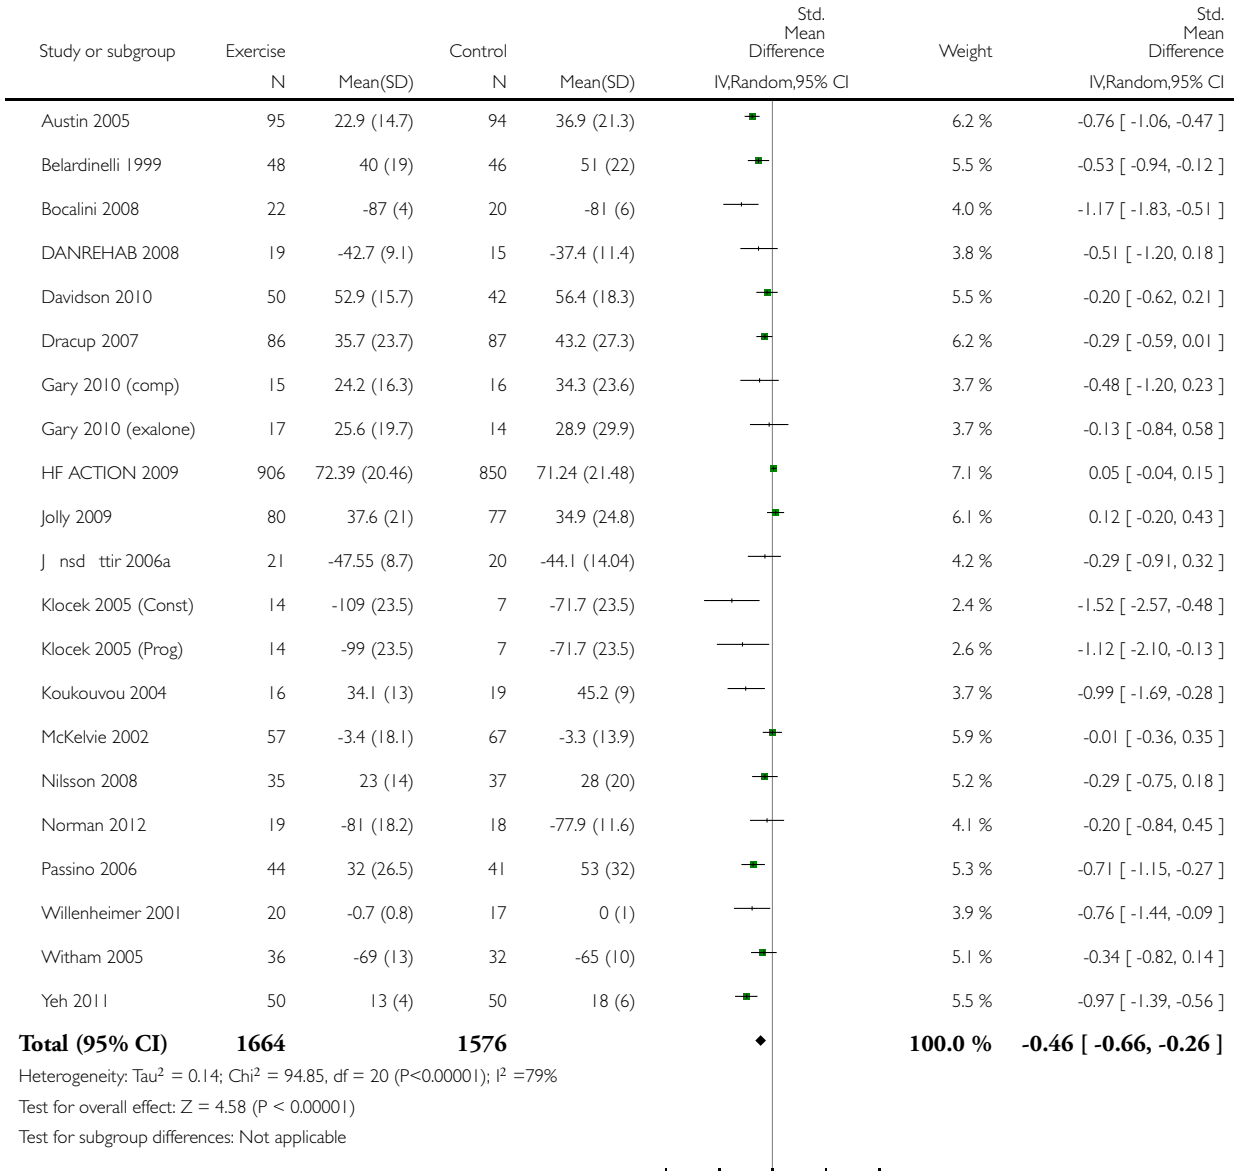 Std. Std.
Mean Mean
Study or subgroup Exercise Control Difference Weight Difference
N Mean(SD) N Mean(SD) IV,Random,95% CI IV,Random,95% CI
Austin 2005 95 22.9 (14.7) 94 36.9 (21.3) 6.2 % -0.76 [ -1.06, -0.47 ]
Belardinelli 1999 48 40 (19) 46 51 (22) 5.5 % -0.53 [ -0.94, -0.12 ]
Bocalini 2008 22 -87 (4) 20 -81 (6) 4.0 % -1.17 [ -1.83, -0.51 ]
DANREHAB 2008 19 -42.7 (9.1) 15 -37.4 (11.4) 3.8 % -0.51 [ -1.20, 0.18 ]
Davidson 2010 50 52.9 (15.7) 42 56.4 (18.3) 5.5 % -0.20 [ -0.62, 0.21 ]
Dracup 2007 86 35.7 (23.7) 87 43.2 (27.3) 6.2 % -0.29 [ -0.59, 0.01 ]
Gary 2010 (comp) 15 24.2 (16.3) 16 34.3 (23.6) 3.7 % -0.48 [ -1.20, 0.23 ]
Gary 2010 (exalone) 17 25.6 (19.7) 14 28.9 (29.9) 3.7 % -0.13 [ -0.84, 0.58 ]
HF ACTION 2009 906 72.39 (20.46) 850 71.24 (21.48) 7.1 % 0.05 [ -0.04, 0.15 ]
Jolly 2009 80 37.6 (21) 77 34.9 (24.8) 6.1 % 0.12 [ -0.20, 0.43 ]
J nsd ttir 2006a 21 -47.55 (8.7) 20 -44.1 (14.04) 4.2 % -0.29 [ -0.91, 0.32 ]
Klocek 2005 (Const) 14 -109 (23.5) 7 -71.7 (23.5) 2.4 % -1.52 [ -2.57, -0.48 ]
Klocek 2005 (Prog) 14 -99 (23.5) 7 -71.7 (23.5) 2.6 % -1.12 [ -2.10, -0.13 ]
Koukouvou 2004 16 34.1 (13) 19 45.2 (9) 3.7 % -0.99 [ -1.69, -0.28 ]
McKelvie 2002 57 -3.4 (18.1) 67 -3.3 (13.9) 5.9 % -0.01 [ -0.36, 0.35 ]
Nilsson 2008 35 23 (14) 37 28 (20) 5.2 % -0.29 [ -0.75, 0.18 ]
Norman 2012 19 -81 (18.2) 18 -77.9 (11.6) 4.1 % -0.20 [ -0.84, 0.45 ]
Passino 2006 44 32 (26.5) 41 53 (32) 5.3 % -0.71 [ -1.15, -0.27 ]
Willenheimer 2001 20 -0.7 (0.8) 17 0 (1) 3.9 % -0.76 [ -1.44, -0.09 ]
Witham 2005 36 -69 (13) 32 -65 (10) 5.1 % -0.34 [ -0.82, 0.14 ]
Yeh 2011 50 13 (4) 50 18 (6) 5.5 % -0.97 [ -1.39, -0.56 ]
Total (95% CI) 1664 1576 100.0 % -0.46 [ -0.66, -0.26 ]
Heterogeneity: Tau² = 0.14; Chi² = 94.85, df = 20 (P<0.00001); I² =79%
Test for overall effect: Z = 4.58 (P < 0.00001)
Test for subgroup differences: Not applicable